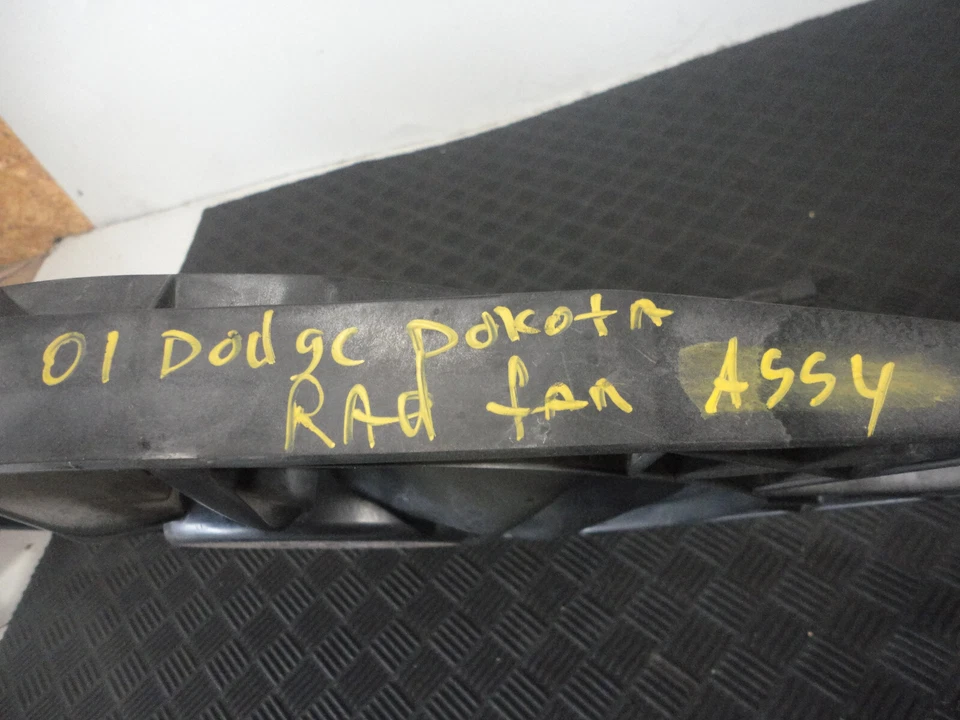 01 Dodge Dakota
RAd fan ASSY